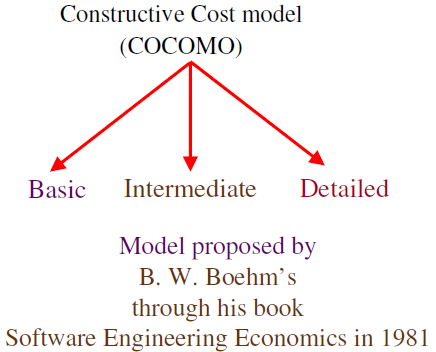 Constructive Cost model
(COCOMO)
Basic Intermediate Detailed
Model proposed by
B. W. Boehm’s
through his book
Software Engineering Economics in 1981